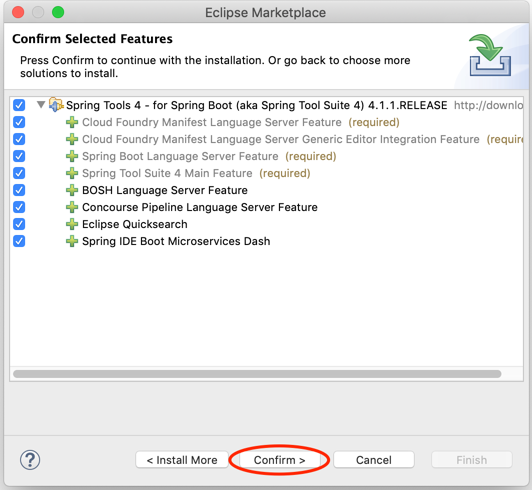 Eclipse Marketplace
Confirm Selected Features
Press Confirm to continue with the installation. Or go back to choose more
solutions to install.
Spring Tools 4 - for Spring Boot (aka Spring Tool Suite 4) 4.1.1.RELEASE http://downlo
Cloud Foundry Manifest Language Server Feature (required)
Cloud Foundry Manifest Language Server Generic Editor Integration Feature (require
Spring Boot Language Server Feature (required)
Spring Tool Suite 4 Main Feature (required)
BOSH Language Server Feature
Concourse Pipeline Language Server Feature
Eclipse Quicksearch
Spring IDE Boot Microservices Dash
? < Install More Confirm > Cancel Finish